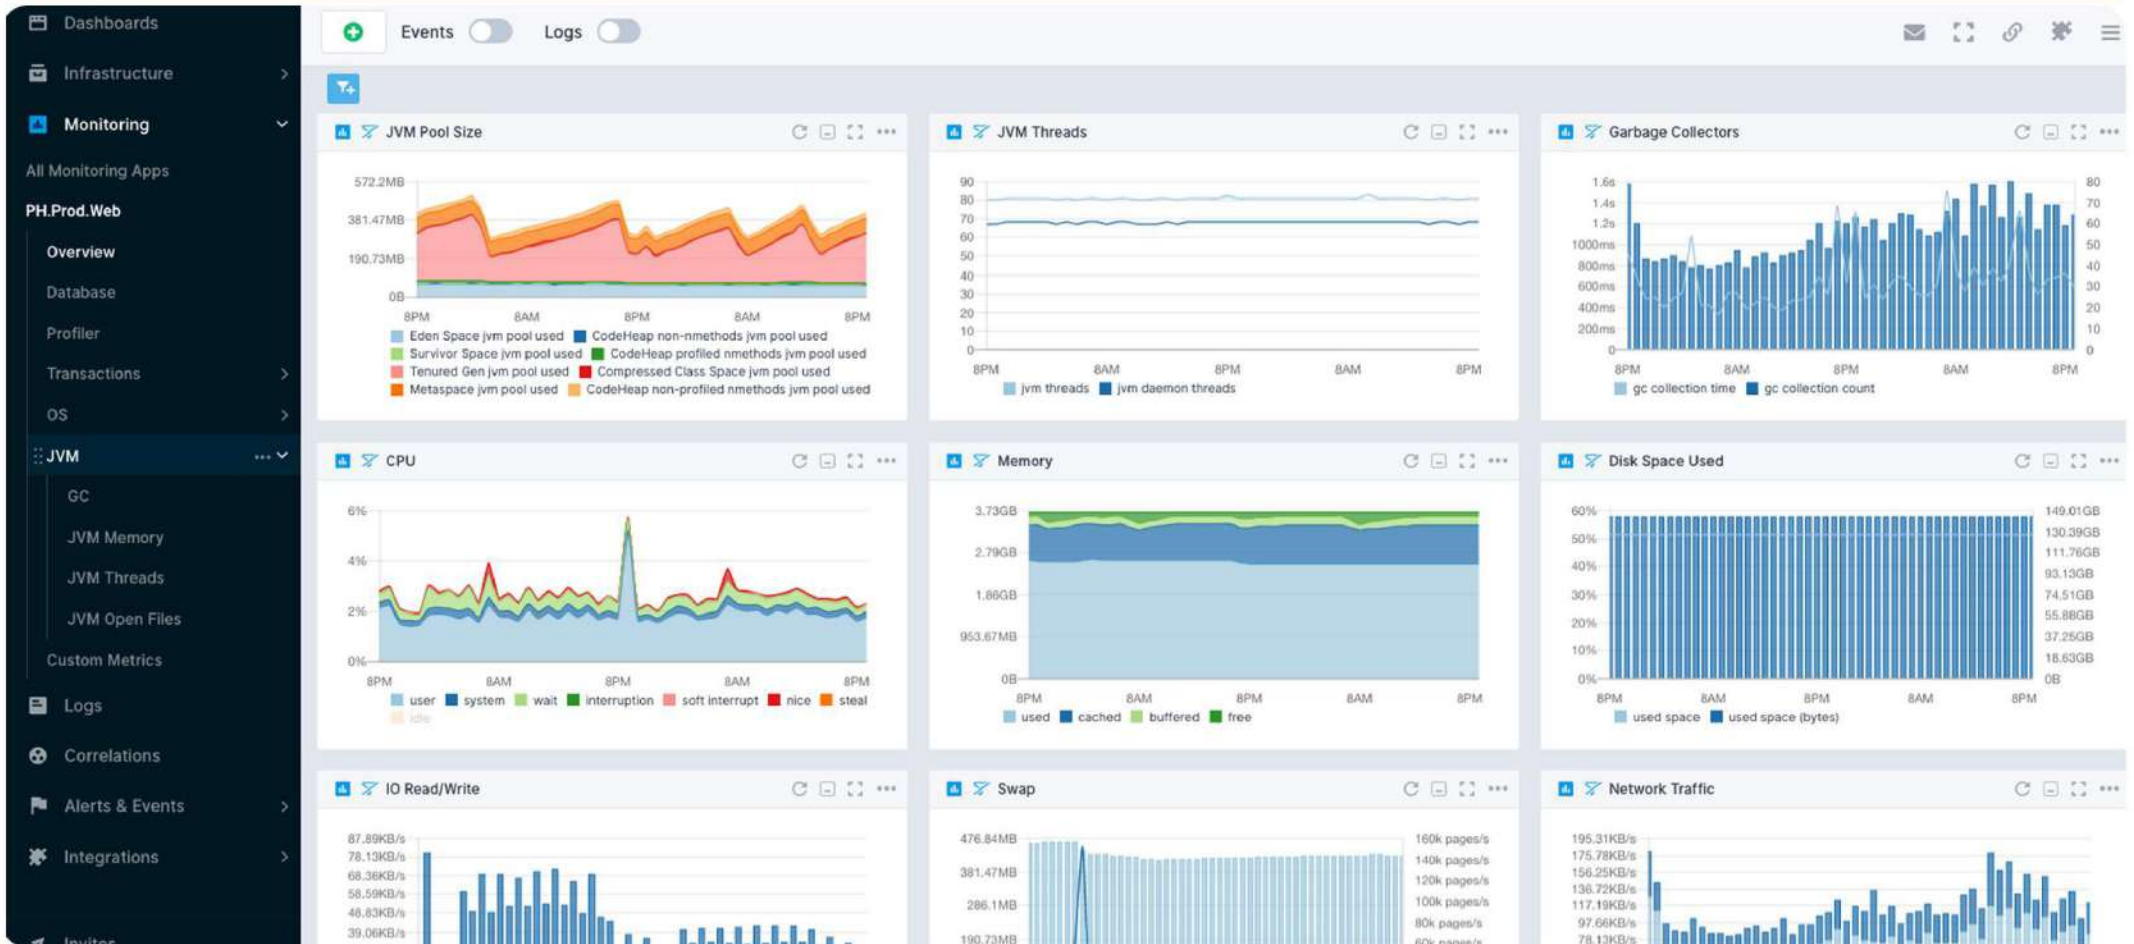 Dashboards
Infrastructure
Monitoring
All Monitoring Apps
PH.Prod.Web
Overview
Database
Profiler
Transactions
OS
JVM
GC
JVM Memory
JVM Threads
JVM Open Files
Custom Metrics
Logs
Correlations
Alerts & Events
Integrations
Invites
Events
Logs
JVM Pool Size
572.2MB
381.47MB
190.73MB
0B
8PM 8AM 8PM 8AM 8PM
Eden Space jvm pool used CodeHeap non-nmethods jvm pool used
Survivor Space jvm pool used CodeHeap profiled nmethods jvm pool used
Tenured Gen jvm pool used Compressed Class Space jvm pool used
Metaspace jvm pool used CodeHeap non-profiled nmethods jvm pool used
JVM Threads
90
80
70
60
50
40
30
20
10
0
8PM 8AM 8PM 8AM 8PM
jvm threads jvm daemon threads
Garbage Collectors
1.6s 80
1.4s 70
1.2s 60
1000ms 50
800ms 40
600ms 30
400ms 20
200ms 10
0 0
8PM 8AM 8PM 8AM 8PM
gc collection time gc collection count
CPU
6%
4%
2%
0%
8PM 8AM 8PM 8AM 8PM
user system wait interruption soft interrupt nice steal
idle
Memory
3.73GB
2.79GB
1.86GB
953.67MB
0B
8PM 8AM 8PM 8AM 8PM
used cached buffered free
Disk Space Used
60% 149.01GB
50% 130.39GB
111.76GB
40% 93.13GB
30% 74.51GB
20% 55.88GB
37.25GB
10% 18.63GB
0% 0B
8PM 8AM 8PM 8AM 8PM
used space used space (bytes)
IO Read/Write
87.89KB/s
78.13KB/s
68.36KB/s
58.59KB/s
48.83KB/s
39.06KB/s
Swap
476.84MB 160k pages/s
140k pages/s
381.47MB 120k pages/s
286.1MB 100k pages/s
80k pages/s
190.73MB 60k pages/s
Network Traffic
195.31KB/s
175.78KB/s
156.25KB/s
136.72KB/s
117.19KB/s
97.66KB/s
78.13KB/s